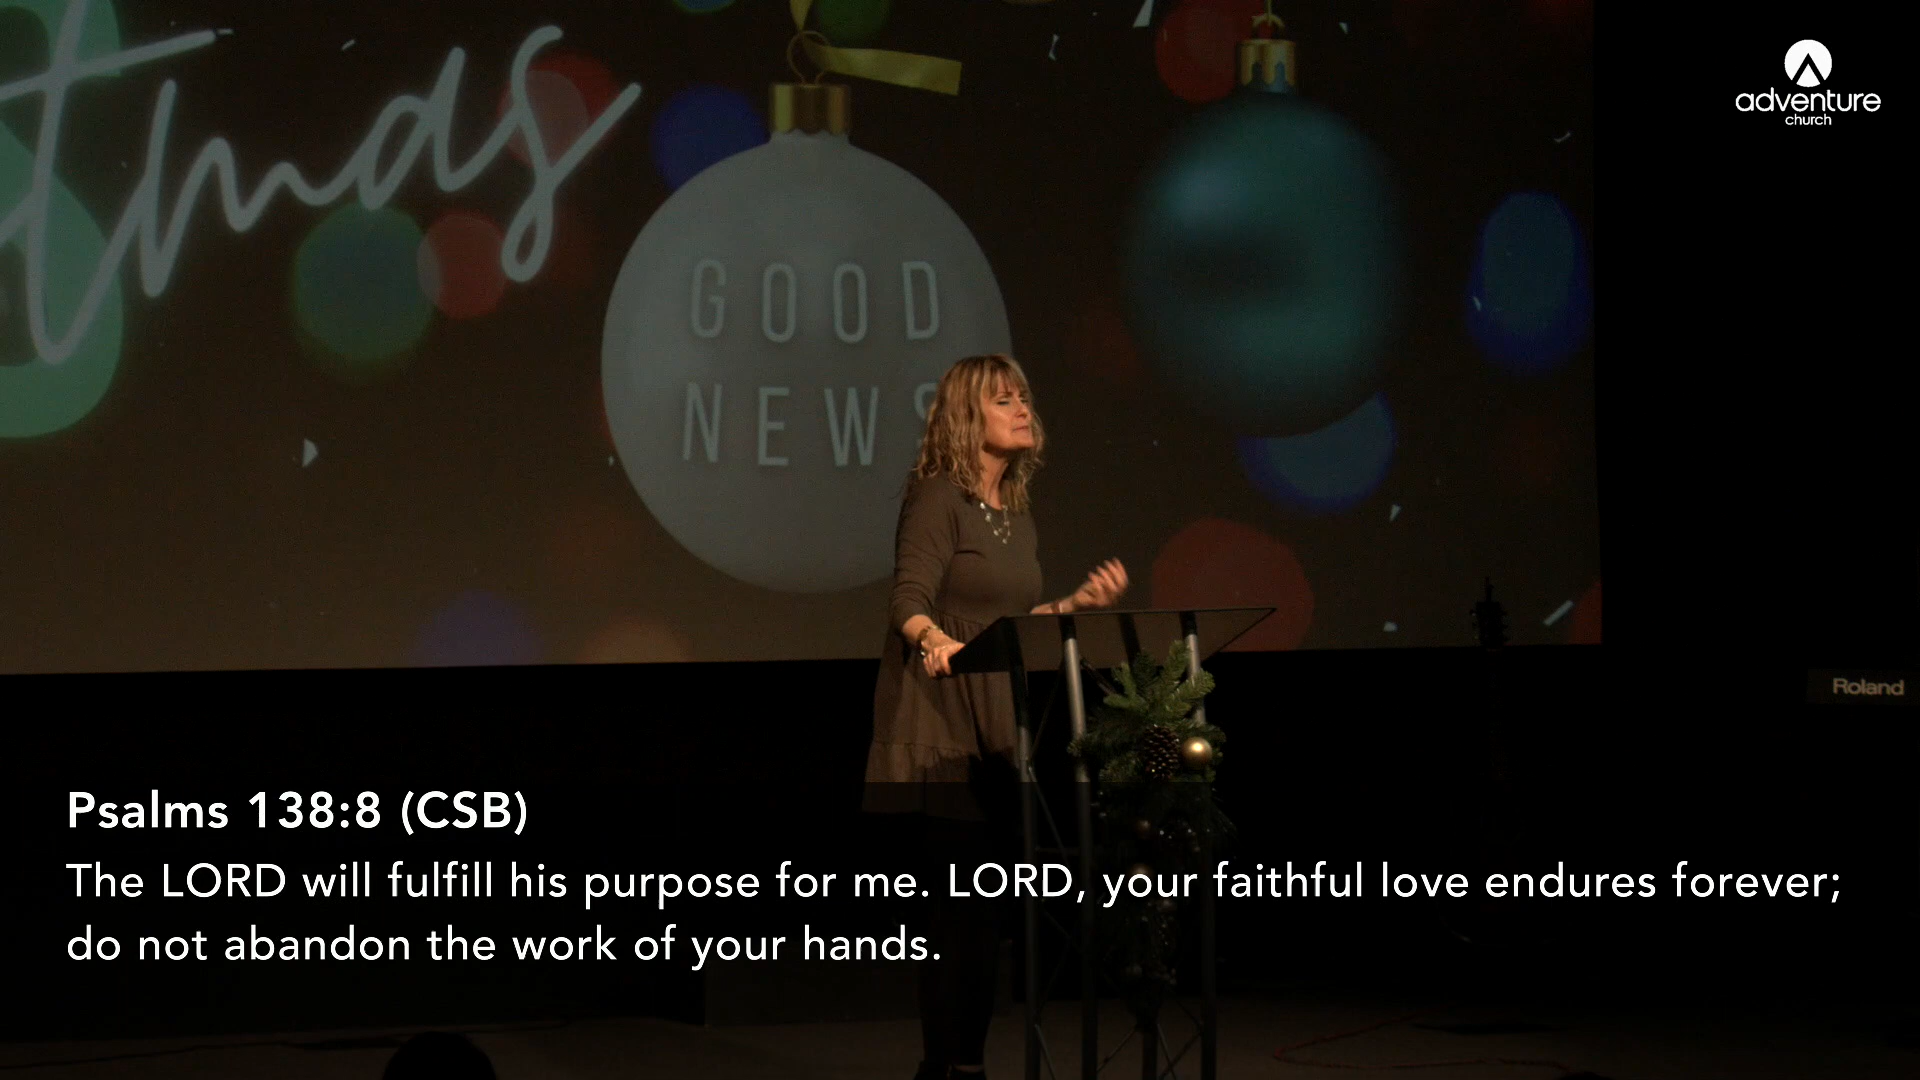 adventure
church
tmas
GOOD
NEWS
Roland
Psalms 138:8 (CSB)
The LORD will fulfill his purpose for me. LORD, your faithful love endures forever;
do not abandon the work of your hands.